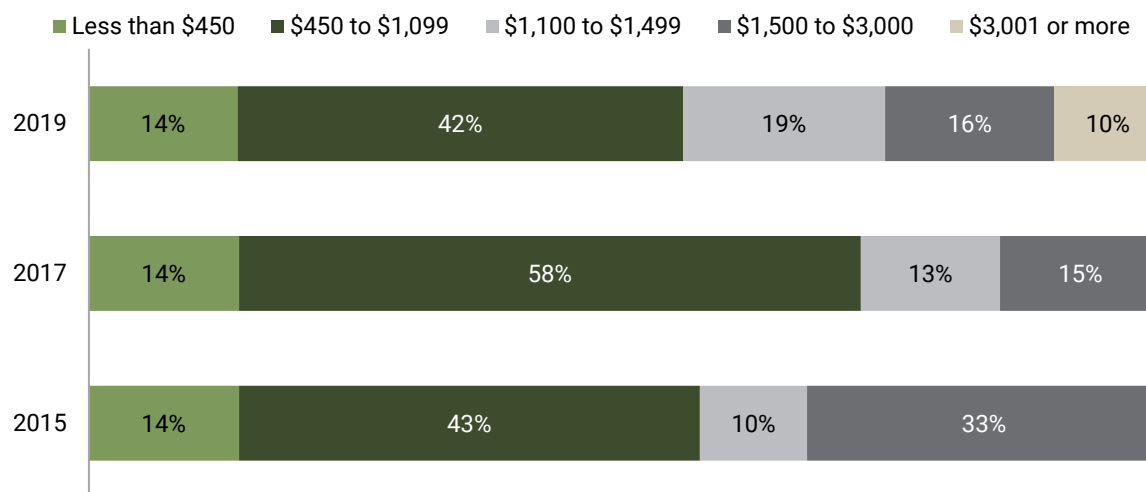 Less than $450 $450 to $1,099 $1,100 to $1,499 $1,500 to $3,000 $3,001 or more
2019 14% 42% 19% 16% 10%
2017 14% 58% 13% 15%
2015 14% 43% 10% 33%